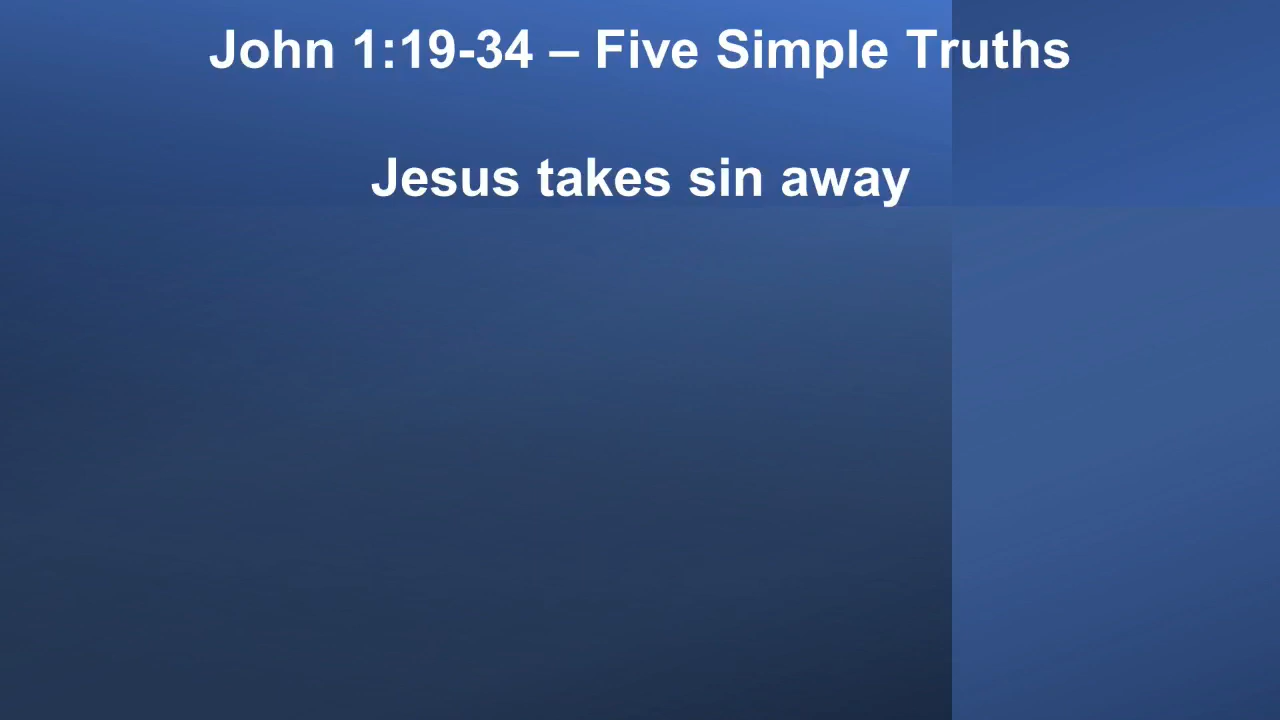 John 1:19-34 – Five Simple Truths
Jesus takes sin away